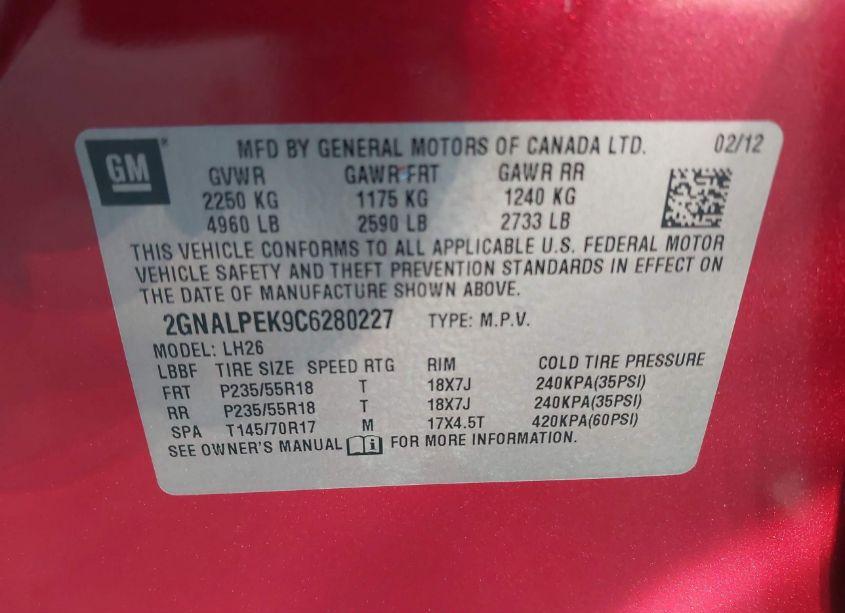 GM
MFD BY GENERAL MOTORS OF CANADA LTD. 02/12
GVWR GAWR FRT GAWR RR
2250 KG 1175 KG 1240 KG
4960 LB 2590 LB 2733 LB
THIS VEHICLE CONFORMS TO ALL APPLICABLE U.S. FEDERAL MOTOR
VEHICLE SAFETY AND THEFT PREVENTION STANDARDS IN EFFECT ON
THE DATE OF MANUFACTURE SHOWN ABOVE.
2GNALPEK9C6280227 TYPE: M.P.V.
MODEL: LH26
LBBF TIRE SIZE SPEED RTG RIM COLD TIRE PRESSURE
FRT P235/55R18 T 18X7J 240KPA(35PSI)
RR P235/55R18 T 18X7J 240KPA(35PSI)
SPA T145/70R17 M 17X4.5T 420KPA(60PSI)
SEE OWNER'S MANUAL FOR MORE INFORMATION.